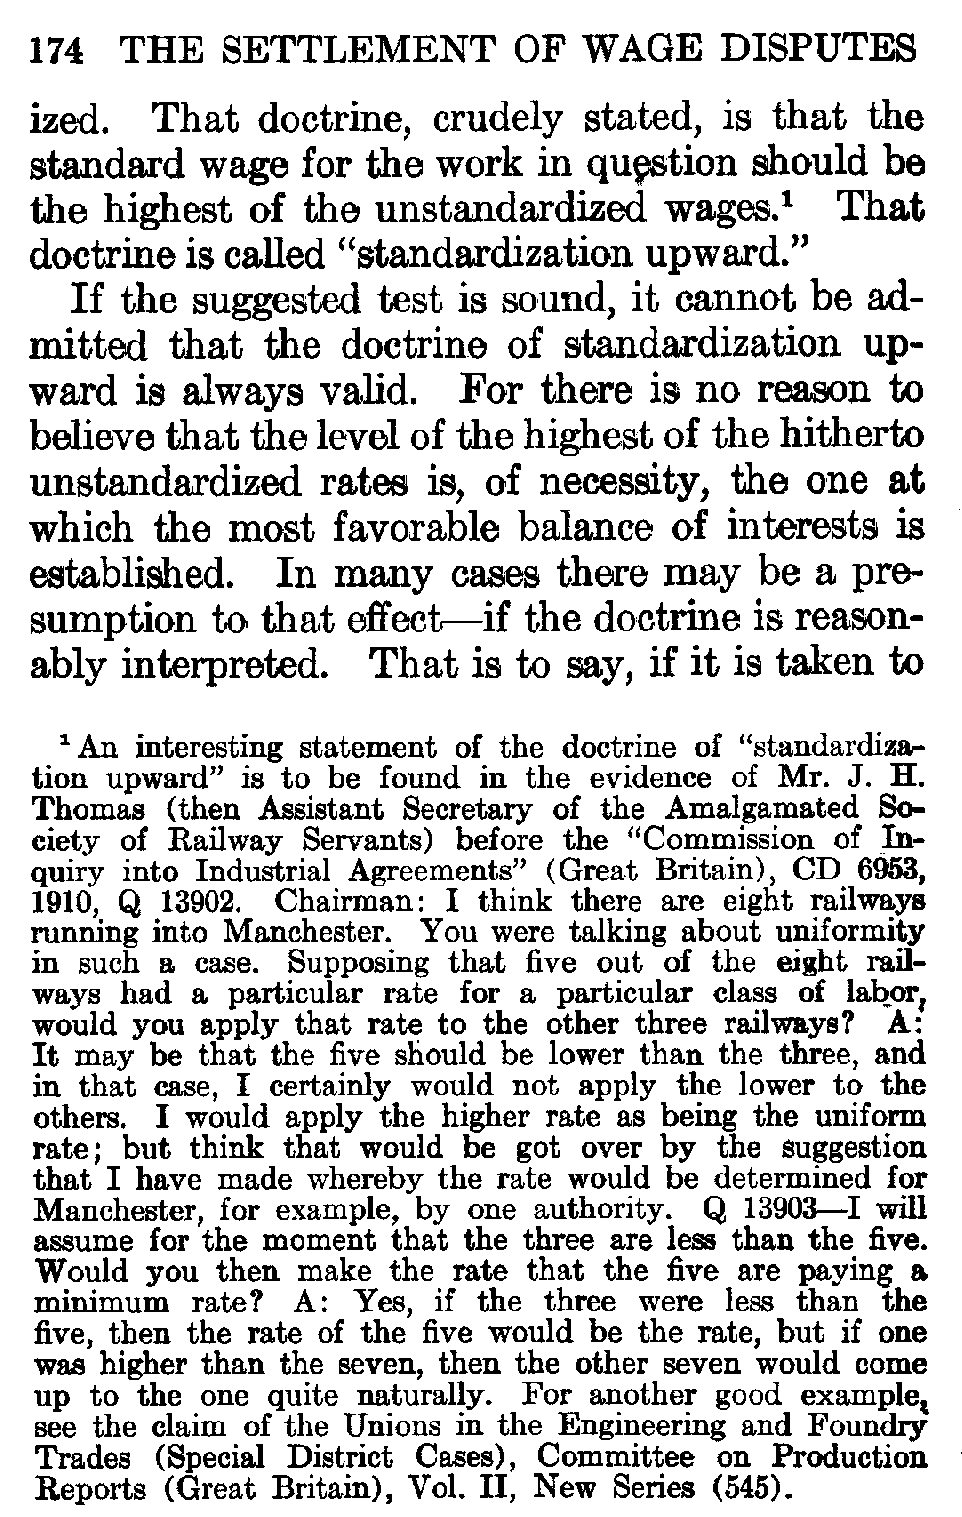 174 THE SETTLEMENT OF WAGE DISPUTES
ized. That doctrine, crudely stated, is that the
standard wage for the work in question should be
the highest of the unstandardized wages.¹ That
doctrine is called “standardization upward.”
If the suggested test is sound, it cannot be ad-
mitted that the doctrine of standardization up-
ward is always valid. For there is no reason to
believe that the level of the highest of the hitherto
unstandardized rates is, of necessity, the one at
which the most favorable balance of interests is
established. In many cases there may be a pre-
sumption to that effect—if the doctrine is reason-
ably interpreted. That is to say, if it is taken to
¹ An interesting statement of the doctrine of “standardiza-
tion upward” is to be found in the evidence of Mr. J. H.
Thomas (then Assistant Secretary of the Amalgamated So-
ciety of Railway Servants) before the “Commission of In-
quiry into Industrial Agreements” (Great Britain), CD 6953,
1910, Q 13902. Chairman: I think there are eight railways
running into Manchester. You were talking about uniformity
in such a case. Supposing that five out of the eight rail-
ways had a particular rate for a particular class of labor,
would you apply that rate to the other three railways? A:
It may be that the five should be lower than the three, and
in that case, I certainly would not apply the lower to the
others. I would apply the higher rate as being the uniform
rate; but think that would be got over by the suggestion
that I have made whereby the rate would be determined for
Manchester, for example, by one authority. Q 13903—I will
assume for the moment that the three are less than the five.
Would you then make the rate that the five are paying a
minimum rate? A: Yes, if the three were less than the
five, then the rate of the five would be the rate, but if one
was higher than the seven, then the other seven would come
up to the one quite naturally. For another good example,
see the claim of the Unions in the Engineering and Foundry
Trades (Special District Cases), Committee on Production
Reports (Great Britain), Vol. II, New Series (545).